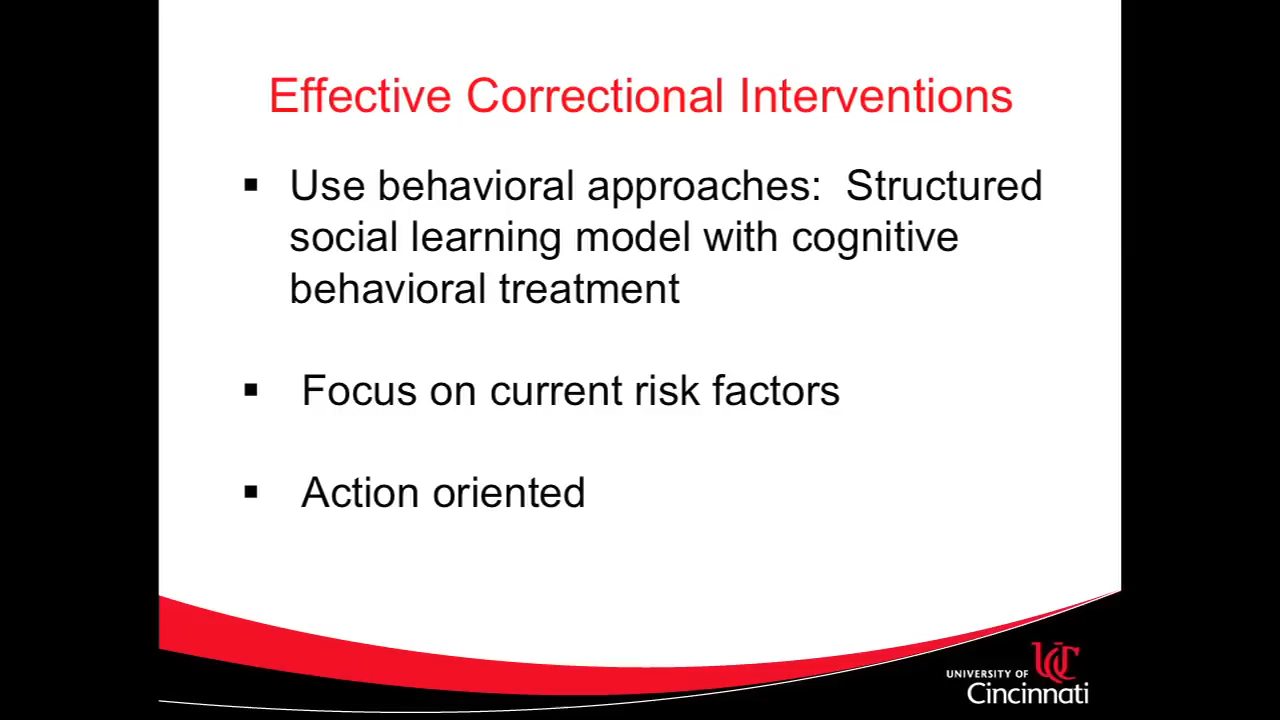 Effective Correctional Interventions
▪ Use behavioral approaches:  Structured
social learning model with cognitive
behavioral treatment
▪ Focus on current risk factors
▪ Action oriented
UNIVERSITY OF
Cincinnati
UC